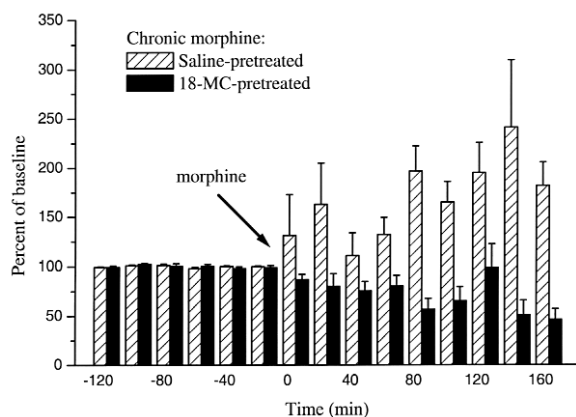 350
300
250
200
150
100
50
0
Percent of baseline
Chronic morphine:
Saline-pretreated
18-MC-pretreated
morphine
-120 -80 -40 0 40 80 120 160
Time (min)